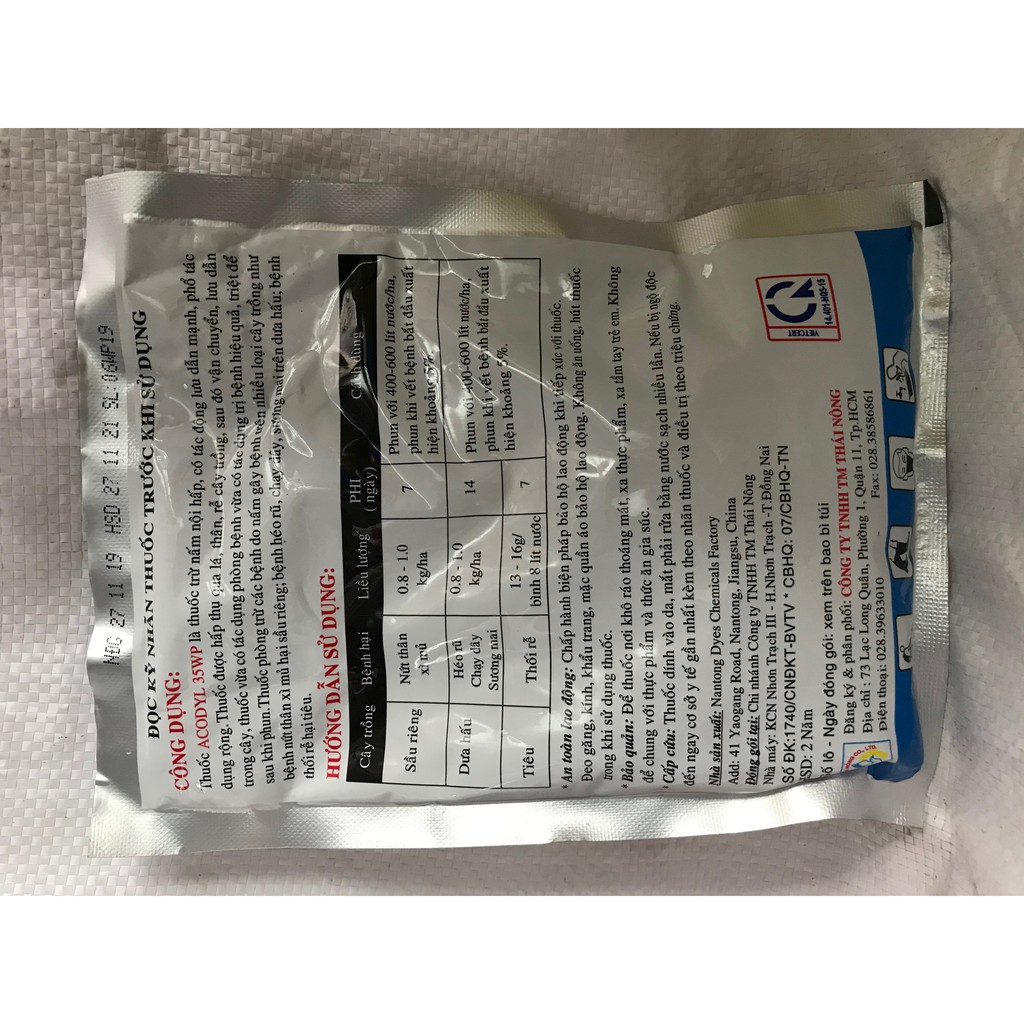 NSG 27 11 19 HSD 27 11 21 SL:06WP19
ĐỌC KỸ NHÃN THUỐC TRƯỚC KHI SỬ DỤNG
CÔNG DỤNG:
Thuốc ACODYL 35WP là thuốc trừ nấm nội hấp, có tác động lưu dẫn mạnh, phổ tác
dụng rộng. Thuốc được hấp thụ qua lá, thân, rễ cây trồng, sau đó vận chuyển, lưu dẫn
trong cây, thuốc vừa có tác dụng phòng bệnh vừa có tác dụng trị bệnh hiệu quả, triệt để
sau khi phun. Thuốc phòng trừ các bệnh do nấm gây bệnh trên nhiều loại cây trồng như
bệnh nứt thân xì mủ hại sầu riêng; bệnh héo rũ, chạy dây, sương mai trên dưa hấu; bệnh
thối rễ hại tiêu.
HƯỚNG DẪN SỬ DỤNG:
Cây trồng Bệnh hại Liều lượng PHI (ngày) Cách dùng
Sầu riêng Nứt thân xì mủ 0.8 - 1.0 kg/ha 7 Phun với 400-600 lít nước/ha, phun khi vết bệnh bắt đầu xuất hiện khoảng 5%.
Dưa hấu Héo rũ Chạy dây Sương mai 0.8 - 1.0 kg/ha 14 Phun với 400-600 lít nước/ha, phun khi vết bệnh bắt đầu xuất hiện khoảng 5%.
Tiêu Thối rễ 13 - 16g/ bình 8 lít nước 7
*An toàn lao động: Chấp hành biện pháp bảo hộ lao động khi tiếp xúc với thuốc.
Đeo găng, kính, khẩu trang, mặc quần áo bảo hộ lao động. Không ăn uống, hút thuốc
trong khi sử dụng thuốc.
*Bảo quản: Để thuốc nơi khô ráo thoáng mát, xa thực phẩm, xa tầm tay trẻ em. Không
để chung với thực phẩm và thức ăn gia súc.
*Cấp cứu: Thuốc dính vào da, mắt phải rửa bằng nước sạch nhiều lần. Nếu bị ngộ độc
đến ngay cơ sở y tế gần nhất kèm theo nhãn thuốc và điều trị theo triệu chứng.
Nhà sản xuất: Nantong Dyes Chemicals Factory
Add: 41 Yaogang Road, Nantong, Jiangsu, China
Đóng gói tại: Chi nhánh Công ty TNHH TM Thái Nông
Nhà máy: KCN Nhơn Trạch III - H.Nhơn Trạch -T.Đồng Nai
Số ĐK:1740/CNĐKT-BVTV * CBHQ: 07/CBHQ-TN
HSD: 2 Năm
Số lô - Ngày đóng gói: xem trên bao bì túi
VIETCERT
14.401-HQS-15
Đăng ký & phân phối: CÔNG TY TNHH TM THÁI NÔNG
Địa chỉ : 73 Lạc Long Quân, Phường 1, Quận 11, Tp.HCM
Điện thoại: 028.39633010 Fax: 028.38586861
CO., LTD.